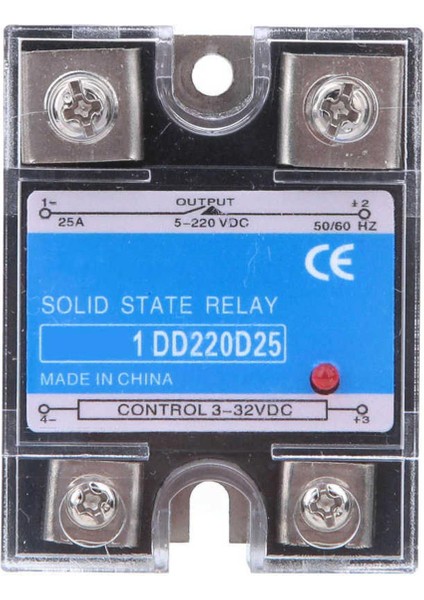 1~ OUTPUT ±2
25A 5-220 VDC 50/60 HZ
CE
SOLID STATE RELAY
1 DD220D25
MADE IN CHINA
4- CONTROL 3-32VDC +3